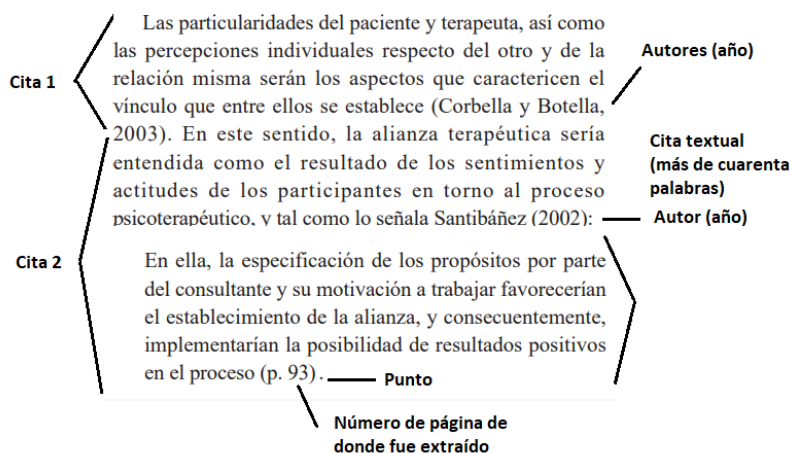 Las particularidades del paciente y terapeuta, así como
las percepciones individuales respecto del otro y de la
relación misma serán los aspectos que caractericen el
vínculo que entre ellos se establece (Corbella y Botella,
2003). En este sentido, la alianza terapéutica sería
entendida como el resultado de los sentimientos y
actitudes de los participantes en torno al proceso
psicoterapéutico, y tal como lo señala Santibáñez (2002):
En ella, la especificación de los propósitos por parte
del consultante y su motivación a trabajar favorecerían
el establecimiento de la alianza, y consecuentemente,
implementarían la posibilidad de resultados positivos
en el proceso (p. 93).
Cita 1
Cita 2
Autores (año)
Cita textual
(más de cuarenta
palabras)
Autor (año)
Punto
Número de página de
donde fue extraído